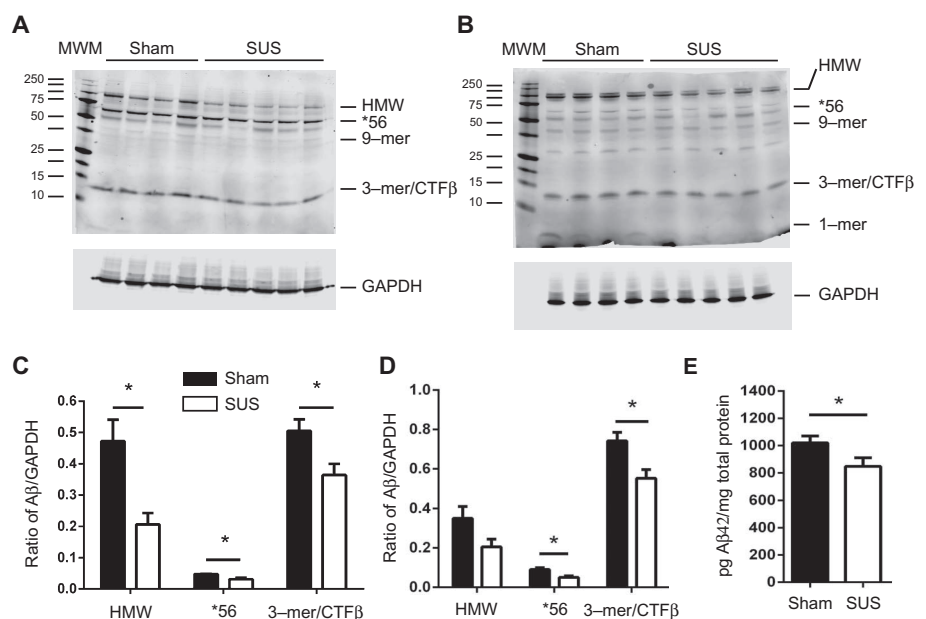 A
MWM Sham SUS
250
75
50
25
15
10
HMW
*56
9–mer
3–mer/CTFβ
GAPDH
B
MWM Sham SUS
250
75
50
25
15
10
HMW
*56
9–mer
3–mer/CTFβ
1–mer
GAPDH
C
Sham
SUS
Ratio of Aβ/GAPDH
0.6
0.5
0.4
0.3
0.2
0.1
0.0
* * *
HMW *56 3–mer/CTFβ
D
Ratio of Aβ/GAPDH
1.0
0.8
0.6
0.4
0.2
0.0
* *
HMW *56 3–mer/CTFβ
E
pg Aβ42/mg total protein
1400
1200
1000
800
600
400
200
0
*
Sham SUS